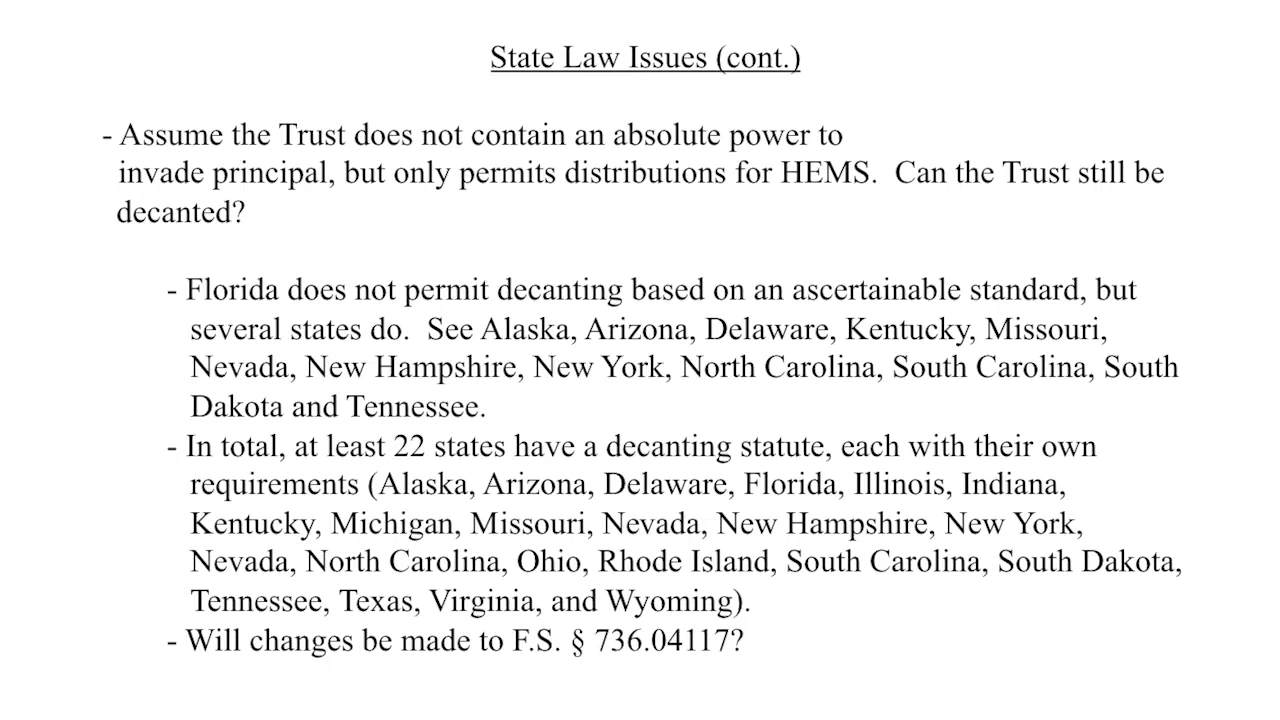 State Law Issues (cont.)
- Assume the Trust does not contain an absolute power to
invade principal, but only permits distributions for HEMS.  Can the Trust still be
decanted?
- Florida does not permit decanting based on an ascertainable standard, but
several states do.  See Alaska, Arizona, Delaware, Kentucky, Missouri,
Nevada, New Hampshire, New York, North Carolina, South Carolina, South
Dakota and Tennessee.
- In total, at least 22 states have a decanting statute, each with their own
requirements (Alaska, Arizona, Delaware, Florida, Illinois, Indiana,
Kentucky, Michigan, Missouri, Nevada, New Hampshire, New York,
Nevada, North Carolina, Ohio, Rhode Island, South Carolina, South Dakota,
Tennessee, Texas, Virginia, and Wyoming).
- Will changes be made to F.S. § 736.04117?